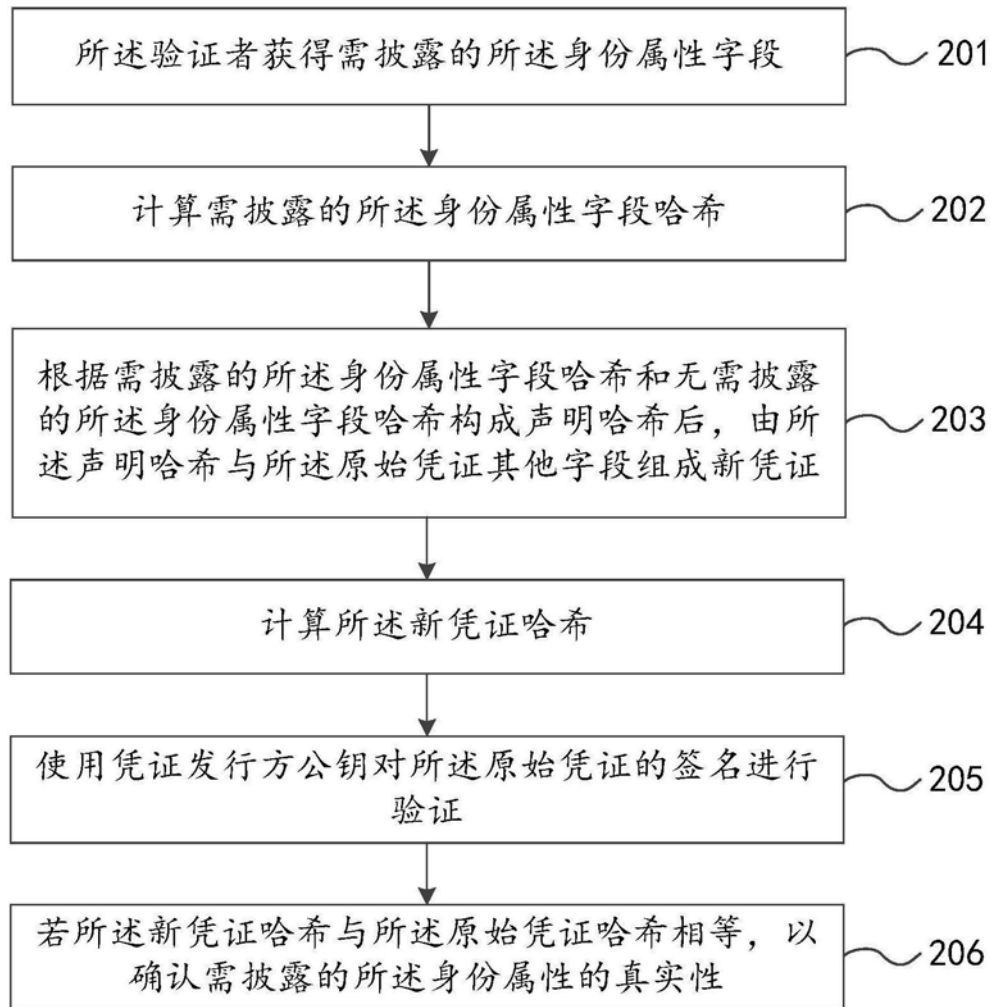 所述验证者获得需披露的所述身份属性字段
201
计算需披露的所述身份属性字段哈希
202
根据需披露的所述身份属性字段哈希和无需披露
的所述身份属性字段哈希构成声明哈希后，由所
述声明哈希与所述原始凭证其他字段组成新凭证
203
计算所述新凭证哈希
204
使用凭证发行方公钥对所述原始凭证的签名进行
验证
205
若所述新凭证哈希与所述原始凭证哈希相等，以
确认需披露的所述身份属性的真实性
206